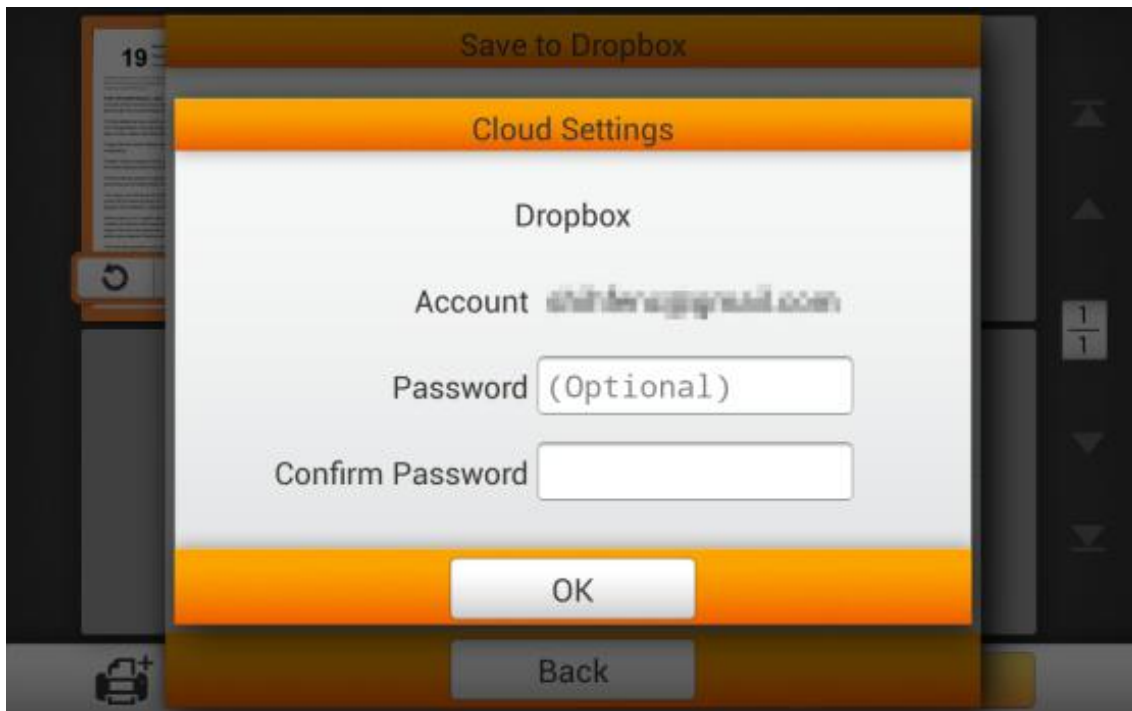 Save to Dropbox
19
Cloud Settings
Dropbox
Account
Password (Optional)
Confirm Password
1
1
OK
Back